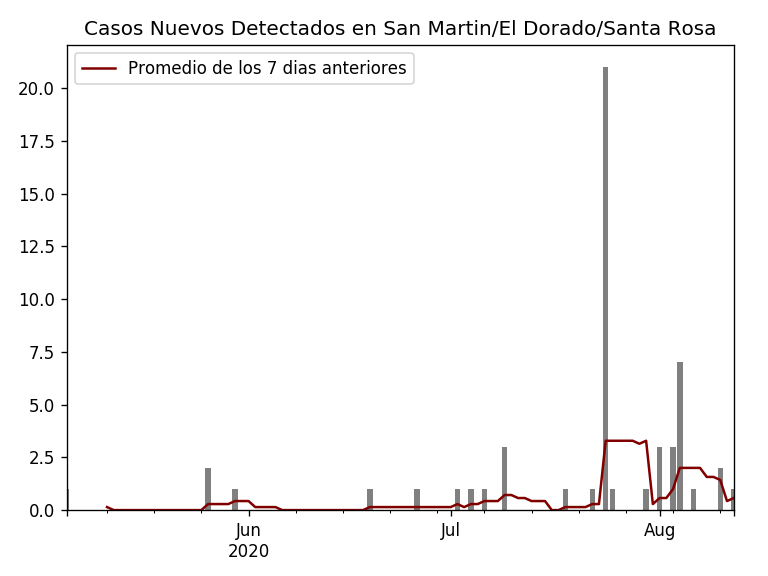 Casos Nuevos Detectados en San Martin/El Dorado/Santa Rosa
Promedio de los 7 dias anteriores
20.0
17.5
15.0
12.5
10.0
7.5
5.0
2.5
0.0
Jun
2020
Jul
Aug